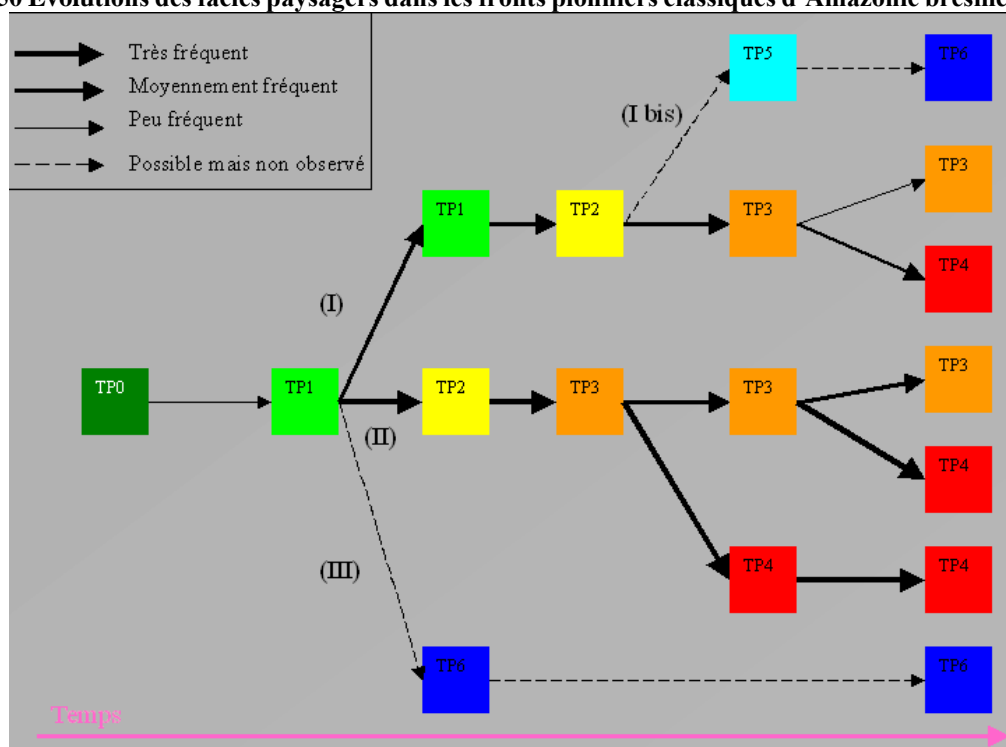 50 Evolutions des faciès paysagers dans les fronts pionniers classiques d'Amazonie
Très fréquent
Moyennement fréquent
Peu fréquent
Possible mais non observé
TP5 TP6
(I bis)
TP3
TP1 TP2 TP3
TP4
(I)
TP3
TP0 TP1 TP2 TP3 TP3
(II)
TP4
(III) TP4 TP4
TP6 TP6
Temps